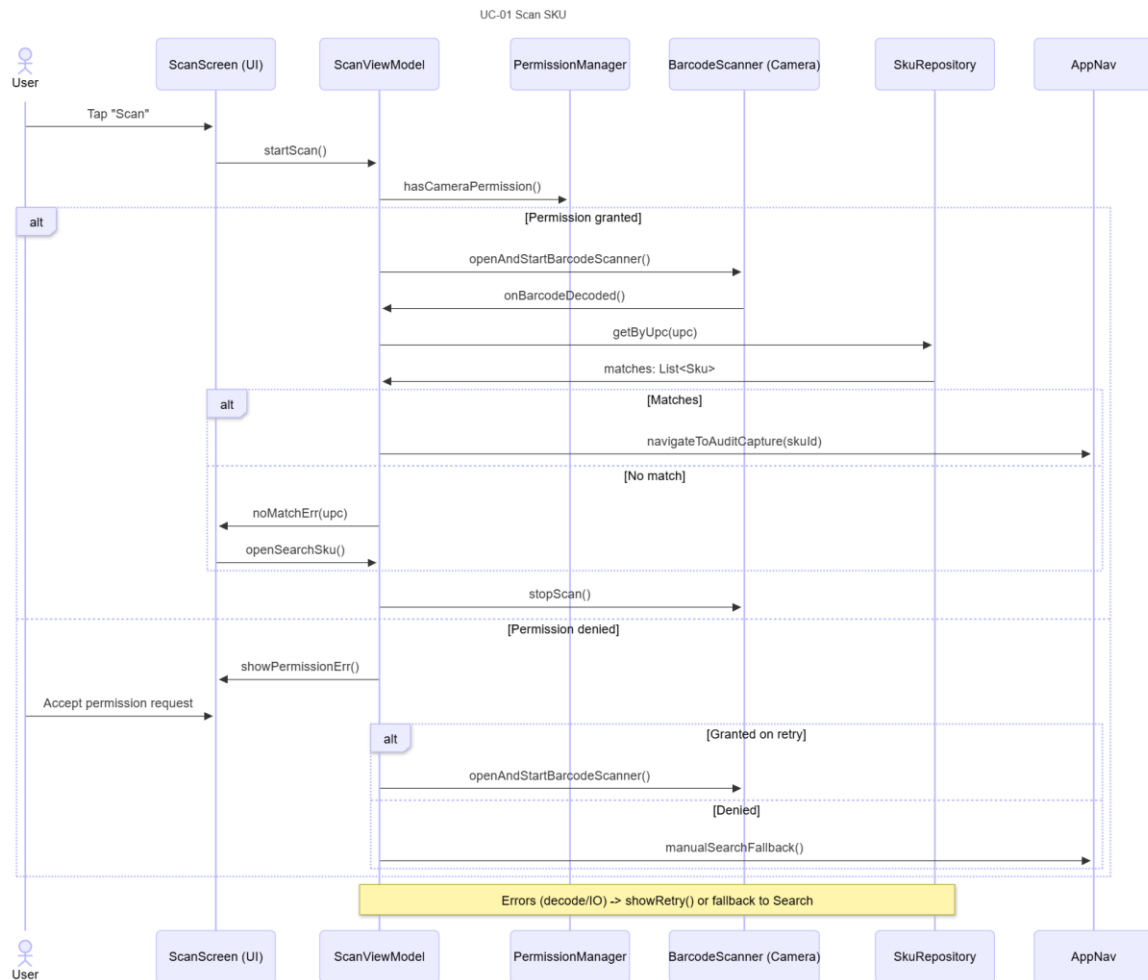 UC-01 Scan SKU
User
ScanScreen (UI)
ScanViewModel
PermissionManager
BarcodeScanner (Camera)
SkuRepository
AppNav
Tap "Scan"
startScan()
hasCameraPermission()
alt
[Permission granted]
openAndStartBarcodeScanner()
onBarcodeDecoded()
getByUpc(upc)
matches: List<Sku>
alt
[Matches]
navigateToAuditCapture(skuId)
[No match]
noMatchErr(upc)
openSearchSku()
stopScan()
[Permission denied]
showPermissionErr()
Accept permission request
alt
[Granted on retry]
openAndStartBarcodeScanner()
[Denied]
manualSearchFallback()
Errors (decode/IO) -> showRetry() or fallback to Search
User
ScanScreen (UI)
ScanViewModel
PermissionManager
BarcodeScanner (Camera)
SkuRepository
AppNav